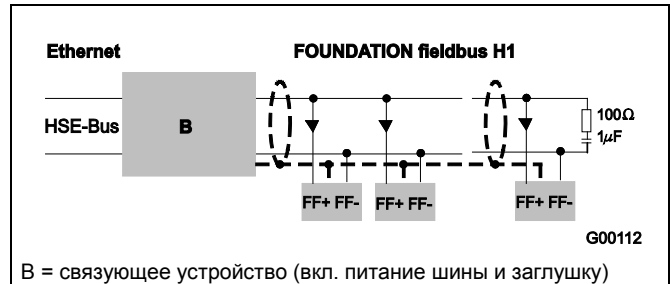 Ethernet FOUNDATION fieldbus H1
HSE-Bus B 100Ω
1µF
FF+ FF- FF+ FF- FF+ FF-
G00112
B = связующее устройство (вкл. питание шины и заглушку)